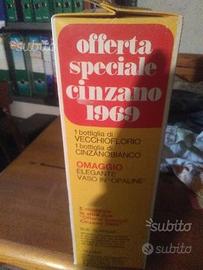 offerta
speciale
cinzano
1969
1 bottiglia di
VECCHIOFLORIO
1 bottiglia di
CINZANOBIANCO
OMAGGIO
ELEGANTE
VASO IN "OPALINE"
subito
subito